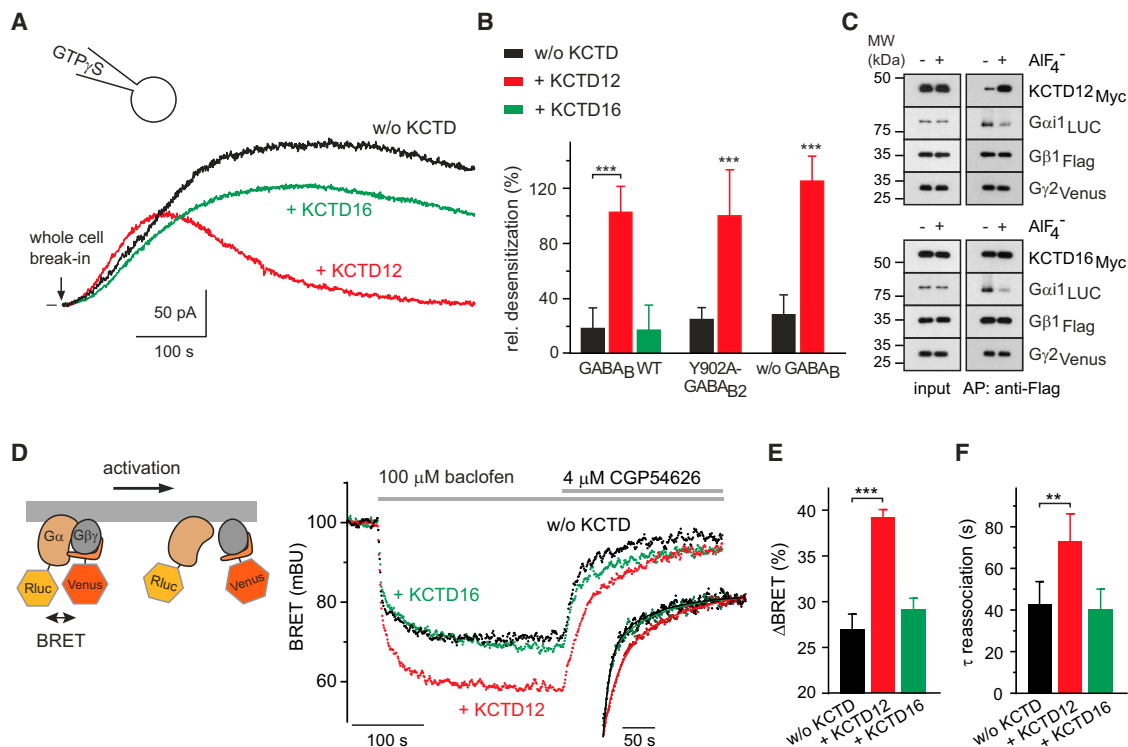 A
GTPγS
w/o KCTD
+ KCTD16
+ KCTD12
whole cell
break-in
50 pA
100 s
B
w/o KCTD
+ KCTD12
+ KCTD16
rel. desensitization (%)
120
80
40
0
***
***
***
GABAB WT
Y902A-
GABAB2
w/o GABAB
C
MW
(kDa)
- + - + AlF4-
50 KCTD12Myc
75 Gαi1LUC
35 Gβ1Flag
35 Gγ2Venus
25
- + - + AlF4-
50 KCTD16Myc
75 Gαi1LUC
35 Gβ1Flag
35 Gγ2Venus
25
input AP: anti-Flag
D
activation
Gα Gβγ
Rluc Venus
Rluc Venus
BRET
100 μM baclofen
4 μM CGP54626
BRET (mBU)
100
80
60
w/o KCTD
+ KCTD16
+ KCTD12
100 s
50 s
E
ΔBRET (%)
40
35
30
25
20
***
w/o KCTD
+ KCTD12
+ KCTD16
F
τ reassociation (s)
100
80
60
40
20
0
**
w/o KCTD
+ KCTD12
+ KCTD16